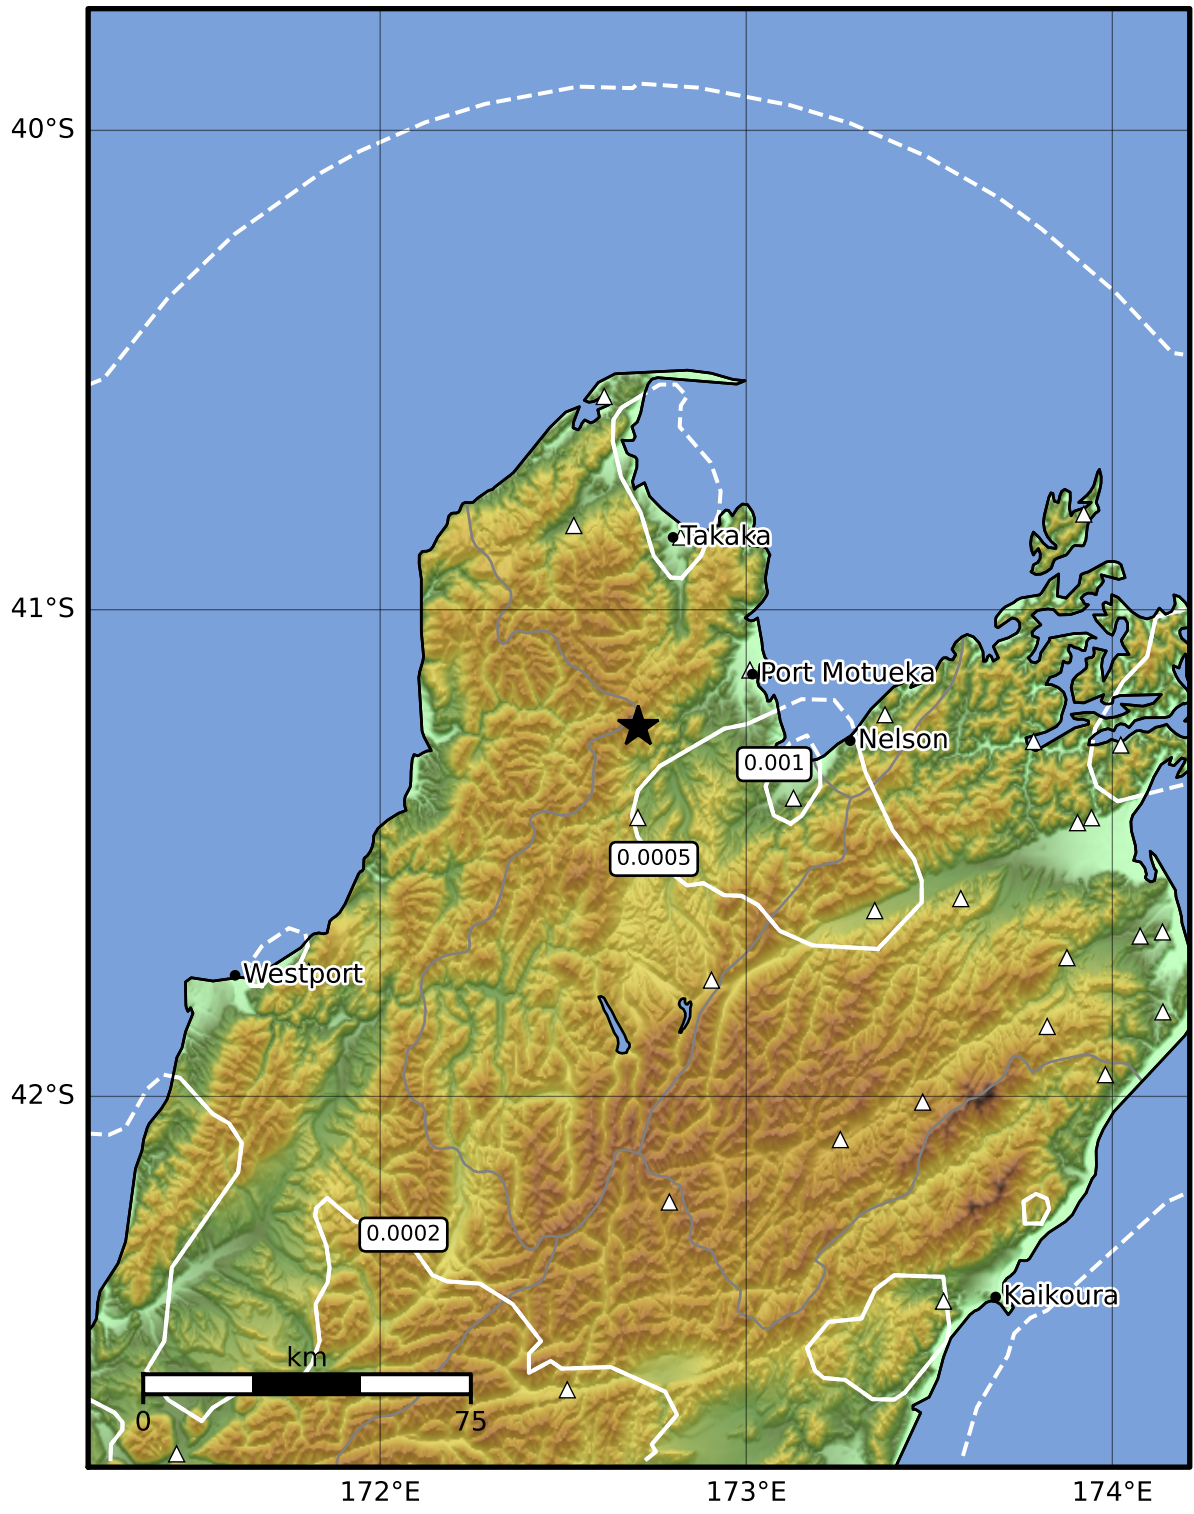 40°S
Takaka
41°S
Port Motueka
Nelson
0.001
0.0005
Westport
42°S
0.0002
Kaikoura
km
0
75
172°E
173°E
174°E